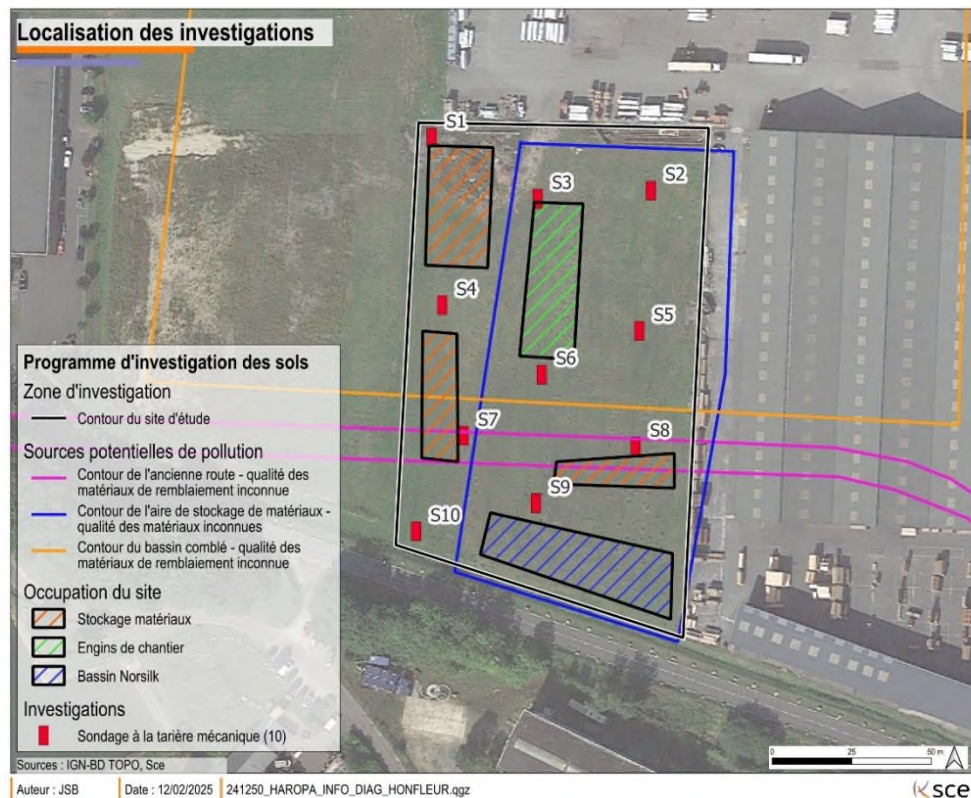 Localisation des investigations
S1
S2
S3
S4
S5
S6
S7
S8
S9
S10
Programme d'investigation des sols
Zone d'investigation
Contour du site d'étude
Sources potentielles de pollution
Contour de l'ancienne route - qualité des
matériaux de remblaiement inconnue
Contour de l'aire de stockage de matériaux -
qualité des matériaux inconnues
Contour du bassin comblé - qualité des
matériaux de remblaiement inconnue
Occupation du site
Stockage matériaux
Engins de chantier
Bassin Norsilk
Investigations
Sondage à la tarière mécanique (10)
Sources : IGN-BD TOPO, Sce
0 25 50 m
Auteur : JSB Date : 12/02/2025 241250_HAROPA_INFO_DIAG_HONFLEUR.qgz
sce